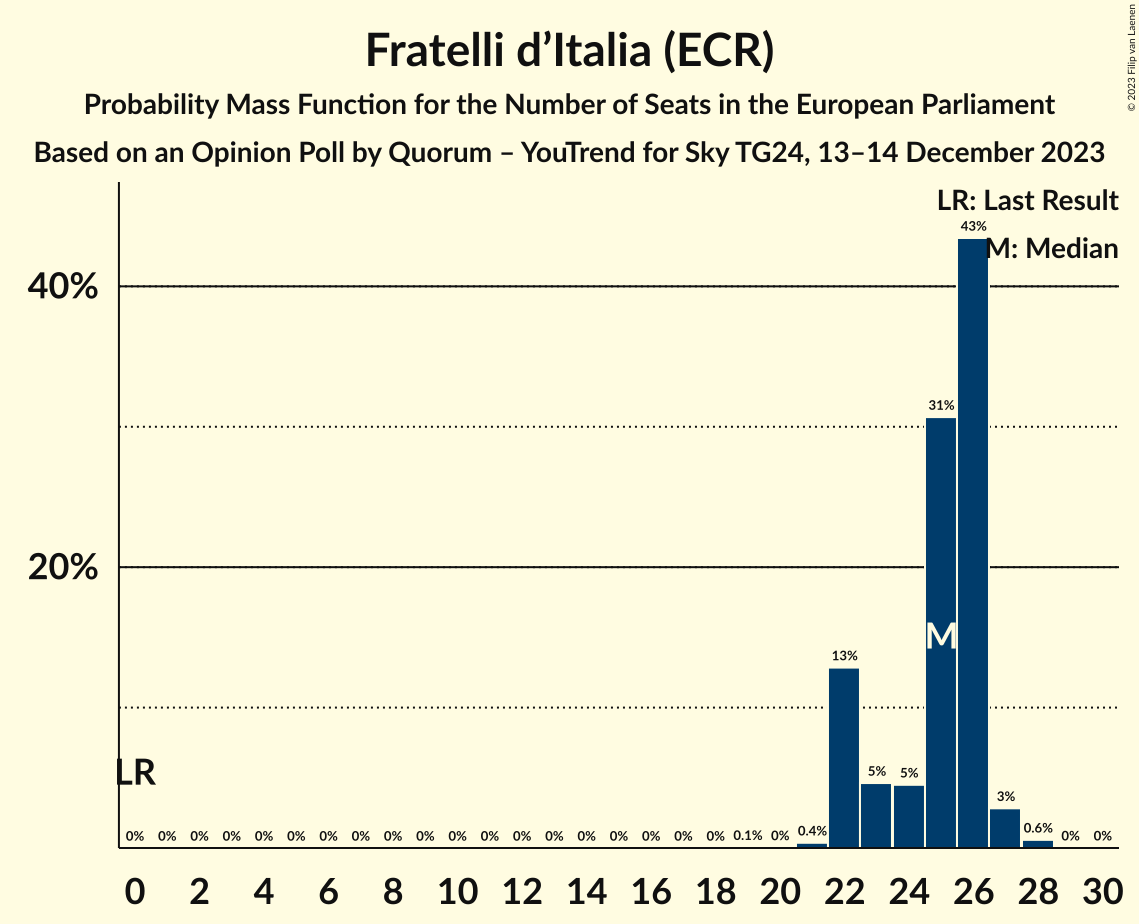 Fratelli d’Italia (ECR)
Probability Mass Function for the Number of Seats in the European Parliament
Based on an Opinion Poll by Quorum – YouTrend for Sky TG24, 13–14 December 2023
© 2023 Filip van Laenen
LR: Last Result
M: Median
43%
40%
31%
20%
M
13%
LR
5% 5%
3%
0% 0% 0% 0% 0% 0% 0% 0% 0% 0% 0% 0% 0% 0% 0% 0% 0% 0% 0% 0.1% 0% 0.4% 0.6% 0% 0%
0 2 4 6 8 10 12 14 16 18 20 22 24 26 28 30